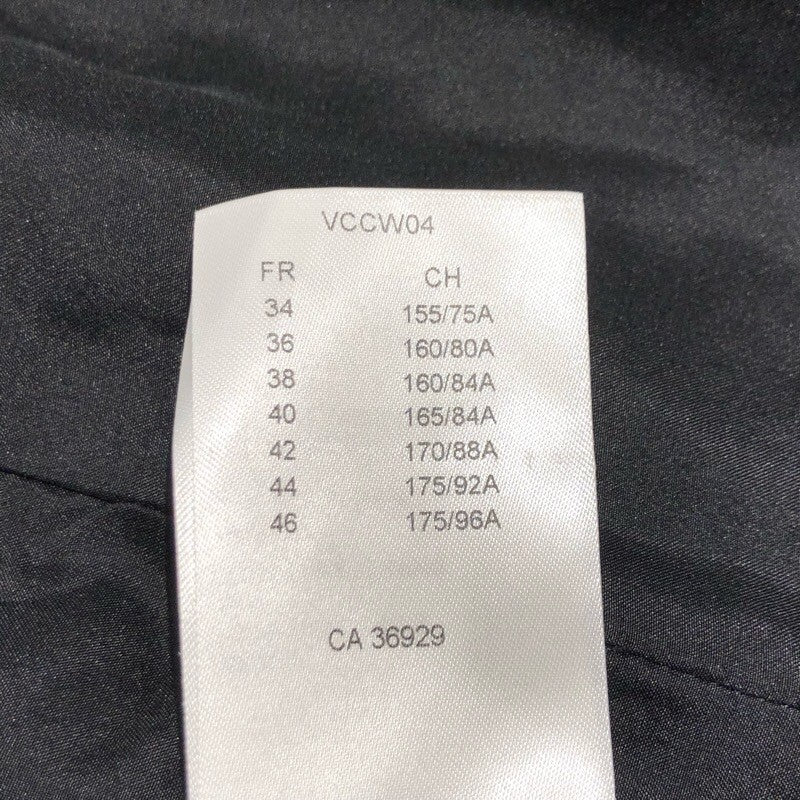 VCCW04
FR CH
34 155/75A
36 160/80A
38 160/84A
40 165/84A
42 170/88A
44 175/92A
46 175/96A
CA 36929